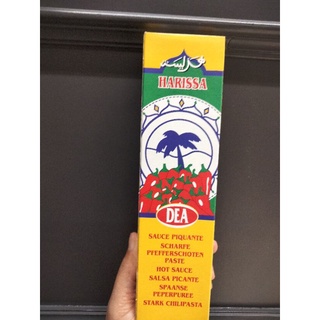 هريسة
HARISSA
DEA
SAUCE PIQUANTE
SCHARFE
PFEFFERSCHOTEN
PASTE
HOT SAUCE
SALSA PICANTE
SPAANSE
PEPERPUREE
STARK CHILIPASTA